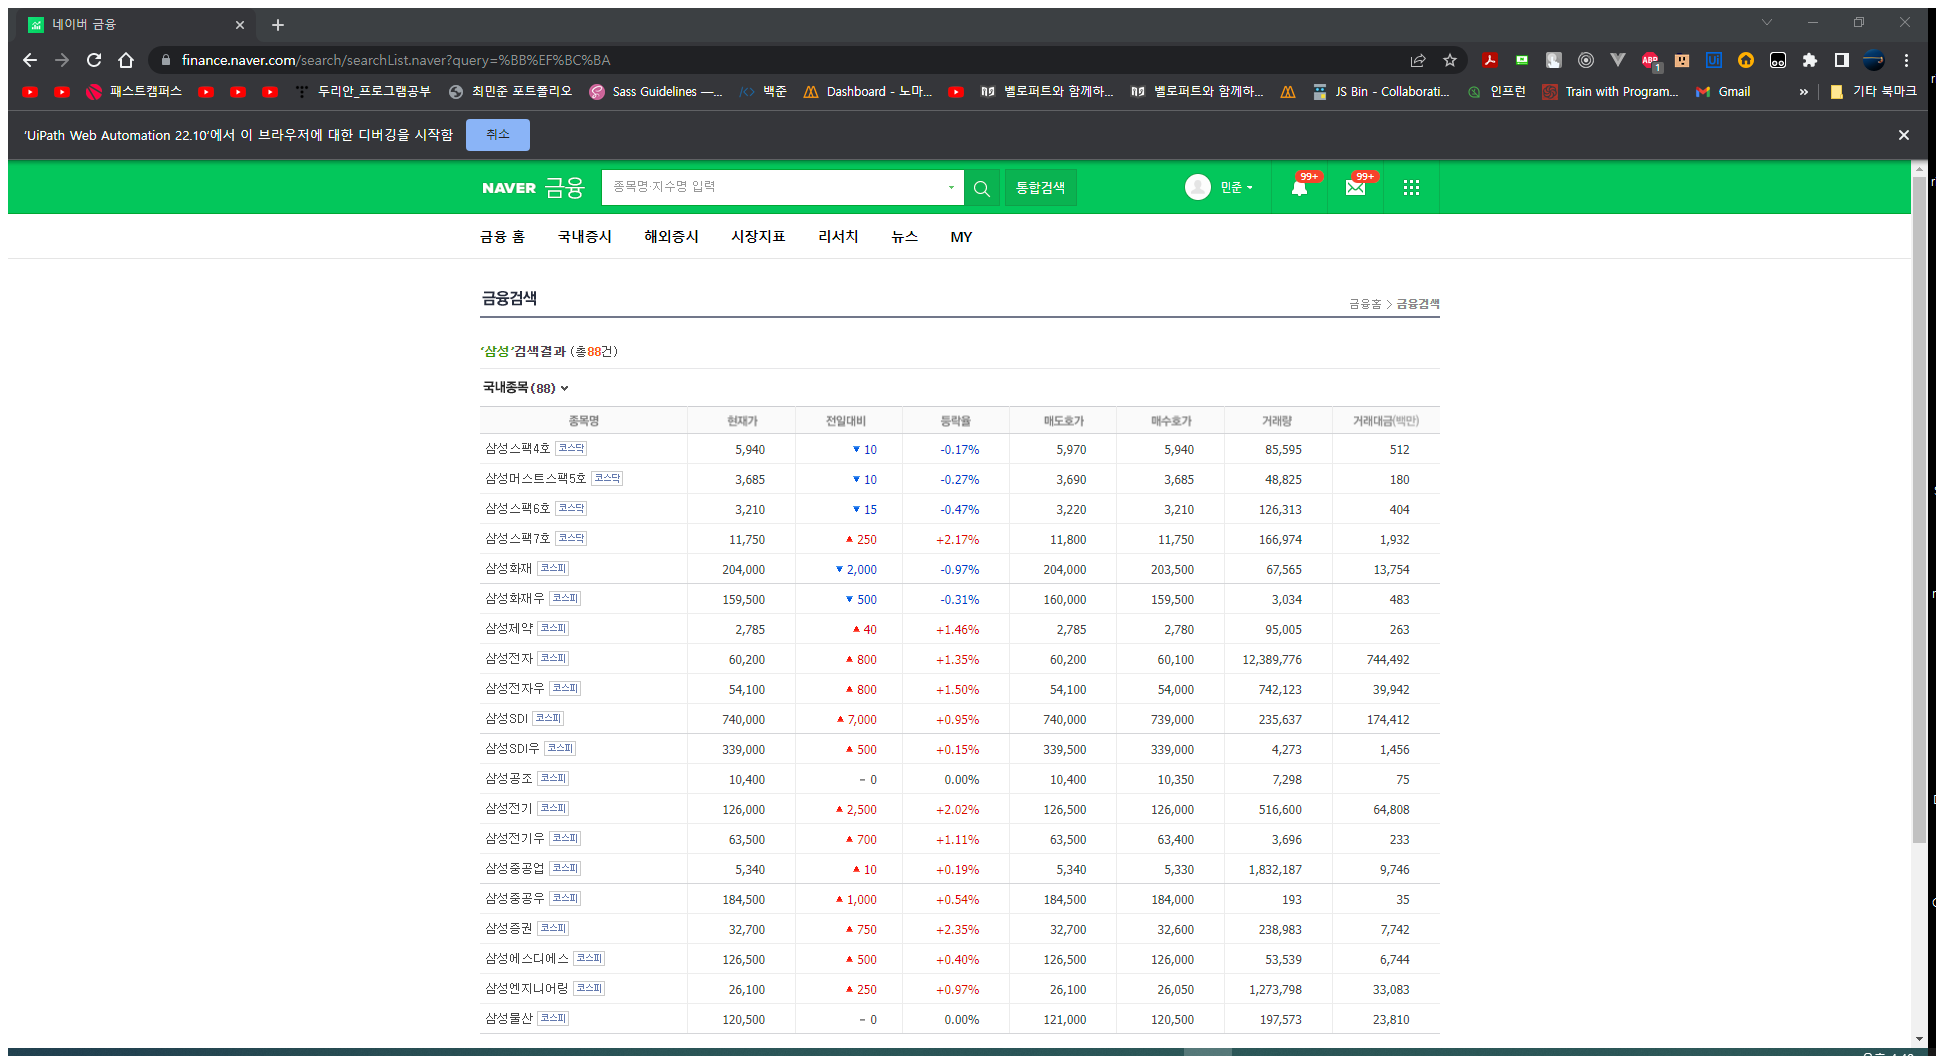 네이버 금융
finance.naver.com/search/searchList.naver?query=%BB%EF%BC%BA
ABP 1 Ui
패스트캠퍼스 두리안_프로그램공부 최민준 포트폴리오 Sass Guidelines —... 백준 Dashboard - 노마... 벨로퍼트와 함께하... 벨로퍼트와 함께하... JS Bin - Collaborati... 인프런 Train with Program... Gmail » 기타 북마크
'UiPath Web Automation 22.10'에서 이 브라우저에 대한 디버깅을 시작함 취소
NAVER 금융 종목명·지수명 입력 통합검색 민준 99+ 99+
금융 홈 국내증시 해외증시 시장지표 리서치 뉴스 MY
금융검색 금융홈 > 금융검색
'삼성'검색결과 (총88건)
국내종목(88)
종목명 현재가 전일대비 등락율 매도호가 매수호가 거래량 거래대금(백만)
삼성스팩4호 코스닥 5,940 ▼ 10 -0.17% 5,970 5,940 85,595 512
삼성머스트스팩5호 코스닥 3,685 ▼ 10 -0.27% 3,690 3,685 48,825 180
삼성스팩6호 코스닥 3,210 ▼ 15 -0.47% 3,220 3,210 126,313 404
삼성스팩7호 코스닥 11,750 ▲ 250 +2.17% 11,800 11,750 166,974 1,932
삼성화재 코스피 204,000 ▼ 2,000 -0.97% 204,000 203,500 67,565 13,754
삼성화재우 코스피 159,500 ▼ 500 -0.31% 160,000 159,500 3,034 483
삼성제약 코스피 2,785 ▲ 40 +1.46% 2,785 2,780 95,005 263
삼성전자 코스피 60,200 ▲ 800 +1.35% 60,200 60,100 12,389,776 744,492
삼성전자우 코스피 54,100 ▲ 800 +1.50% 54,100 54,000 742,123 39,942
삼성SDI 코스피 740,000 ▲ 7,000 +0.95% 740,000 739,000 235,637 174,412
삼성SDI우 코스피 339,000 ▲ 500 +0.15% 339,500 339,000 4,273 1,456
삼성공조 코스피 10,400 - 0 0.00% 10,400 10,350 7,298 75
삼성전기 코스피 126,000 ▲ 2,500 +2.02% 126,500 126,000 516,600 64,808
삼성전기우 코스피 63,500 ▲ 700 +1.11% 63,500 63,400 3,696 233
삼성중공업 코스피 5,340 ▲ 10 +0.19% 5,340 5,330 1,832,187 9,746
삼성중공우 코스피 184,500 ▲ 1,000 +0.54% 184,500 184,000 193 35
삼성증권 코스피 32,700 ▲ 750 +2.35% 32,700 32,600 238,983 7,742
삼성에스디에스 코스피 126,500 ▲ 500 +0.40% 126,500 126,000 53,539 6,744
삼성엔지니어링 코스피 26,100 ▲ 250 +0.97% 26,100 26,050 1,273,798 33,083
삼성물산 코스피 120,500 - 0 0.00% 121,000 120,500 197,573 23,810